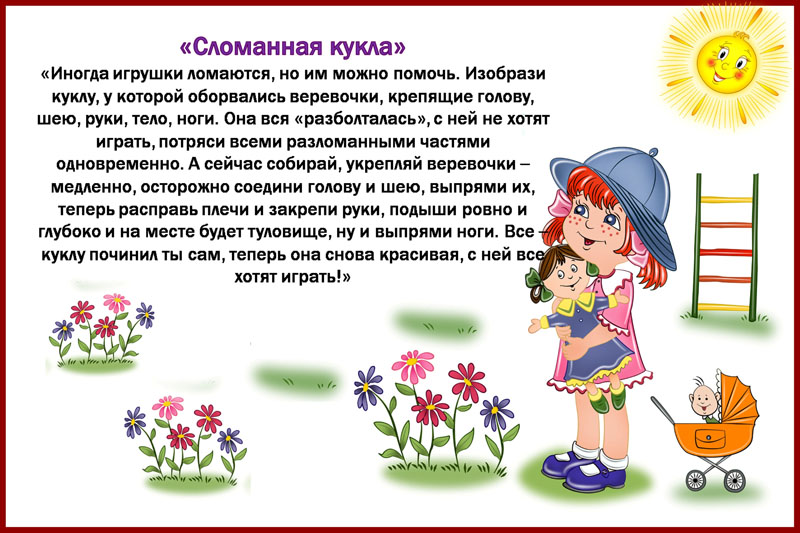 «Сломанная кукла»
«Иногда игрушки ломаются, но им можно помочь. Изобрази
куклу, у которой оборвались веревочки, крепящие голову,
шею, руки, тело, ноги. Она вся «разболталась», с ней не хотят
играть, потряси всеми разломанными частями
одновременно. А сейчас собирай, укрепляй веревочки –
медленно, осторожно соедини голову и шею, выпрями их,
теперь расправь плечи и закрепи руки, подыши ровно и
глубоко и на месте будет туловище, ну и выпрями ноги. Все –
куклу починил ты сам, теперь она снова красивая, с ней все
хотят играть!»